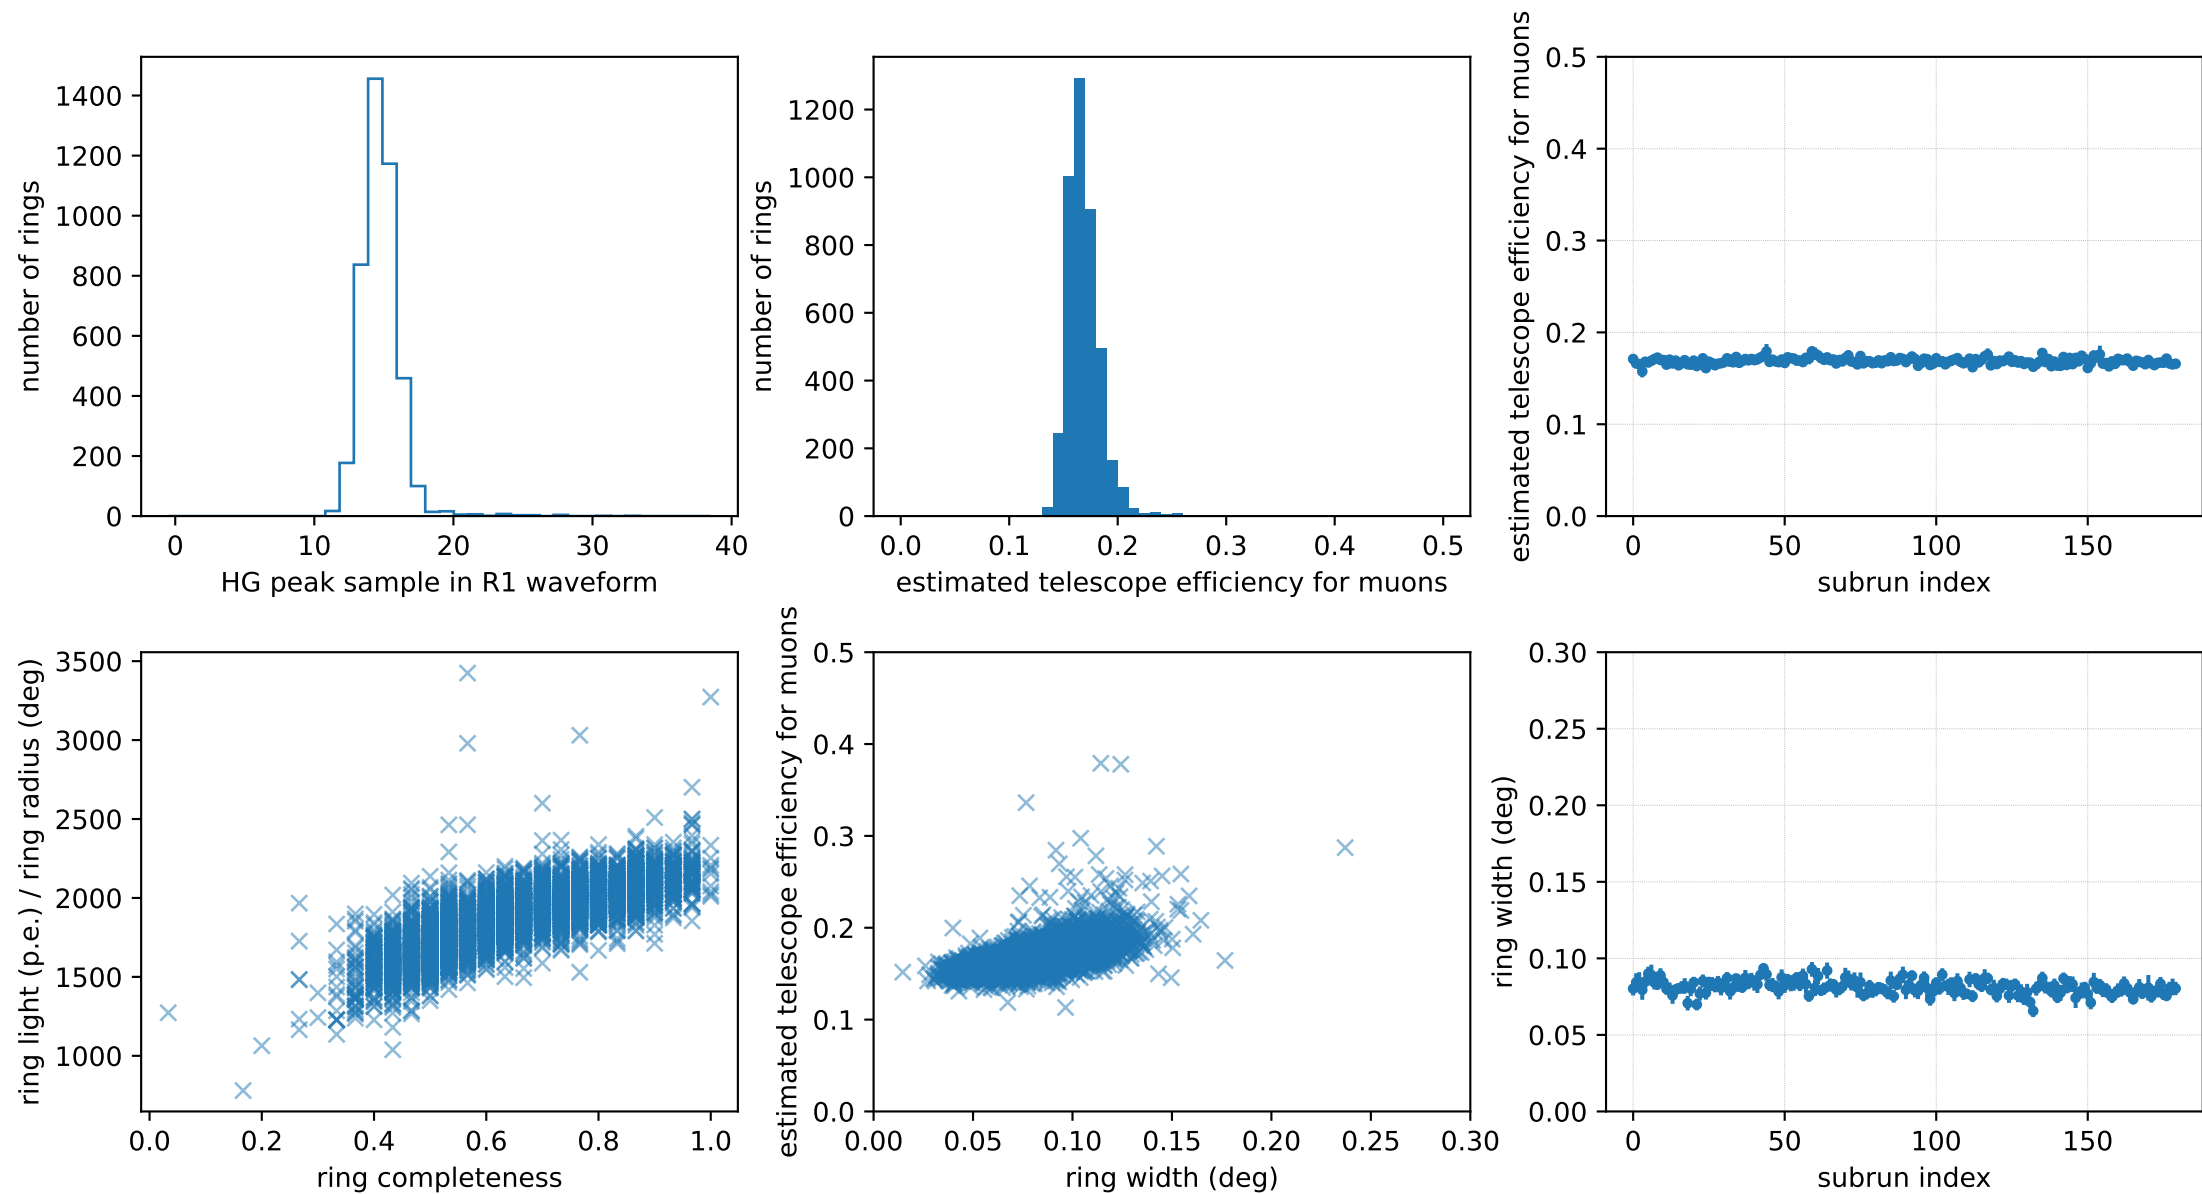 number of rings
1400
1200
1000
800
600
400
200
0
0 10 20 30 40
HG peak sample in R1 waveform
number of rings
1200
1000
800
600
400
200
0
0.0 0.1 0.2 0.3 0.4 0.5
estimated telescope efficiency for muons
estimated telescope efficiency for muons
0.5
0.4
0.3
0.2
0.1
0.0
0 50 100 150
subrun index
ring light (p.e.) / ring radius (deg)
3500
3000
2500
2000
1500
1000
0.0 0.2 0.4 0.6 0.8 1.0
ring completeness
estimated telescope efficiency for muons
0.5
0.4
0.3
0.2
0.1
0.0
0.00 0.05 0.10 0.15 0.20 0.25 0.30
ring width (deg)
ring width (deg)
0.30
0.25
0.20
0.15
0.10
0.05
0.00
0 50 100 150
subrun index